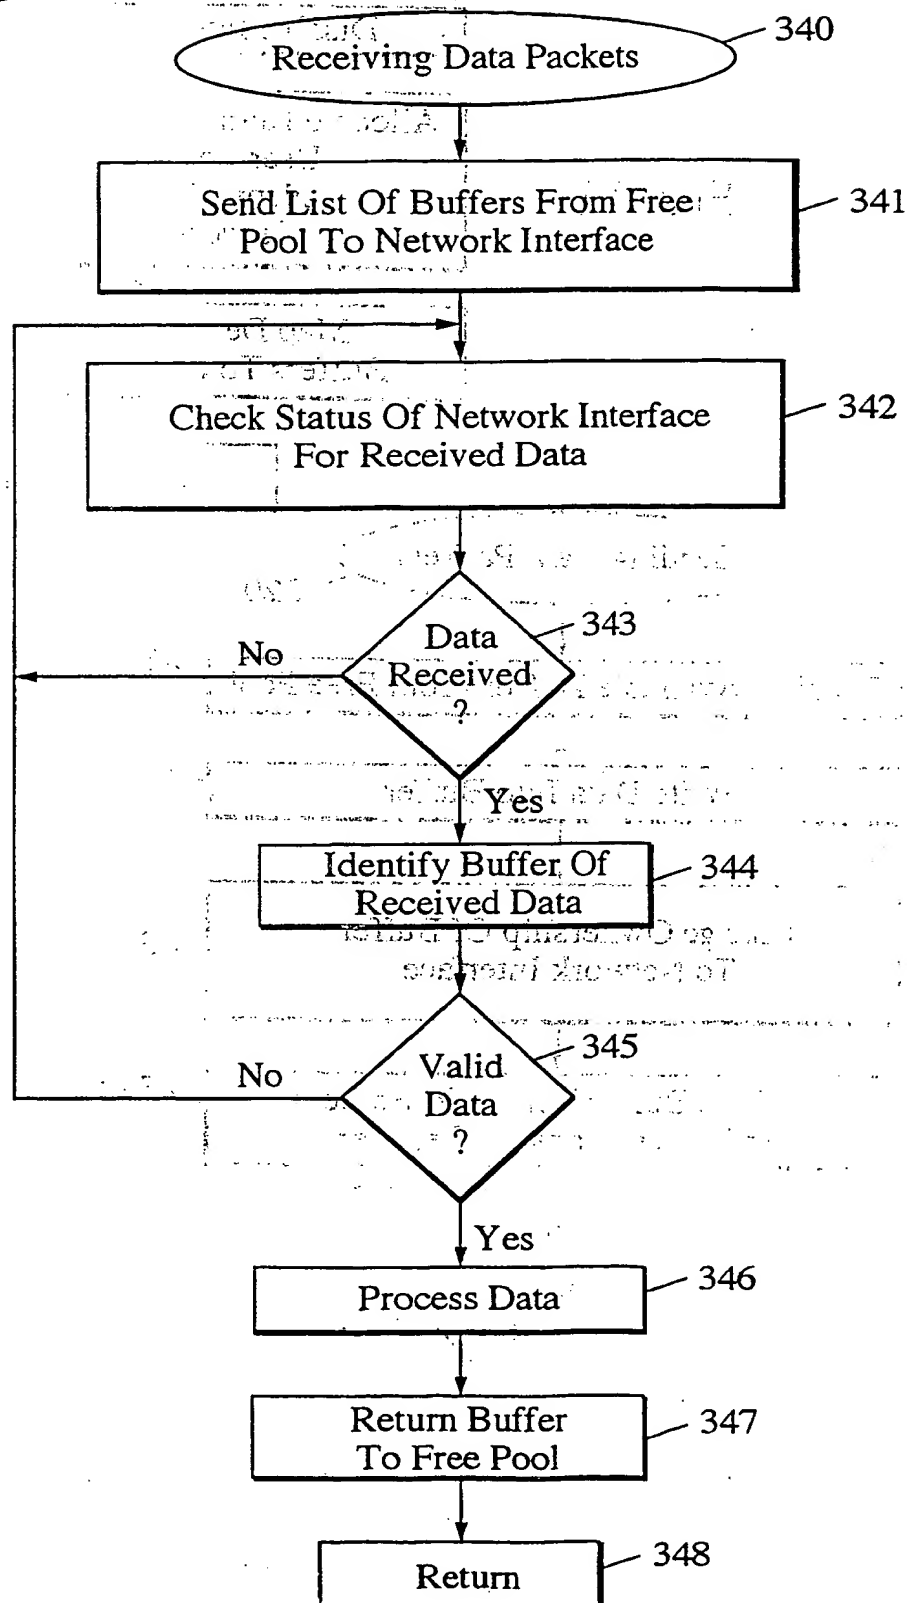 340
Receiving Data Packets
Send List Of Buffers From Free
Pool To Network Interface
341
Check Status Of Network Interface
For Received Data
342
343
Data
Received
?
No
Yes
Identify Buffer Of
Received Data
344
345
Valid
Data
?
No
Yes
Process Data
346
Return Buffer
To Free Pool
347
Return
348